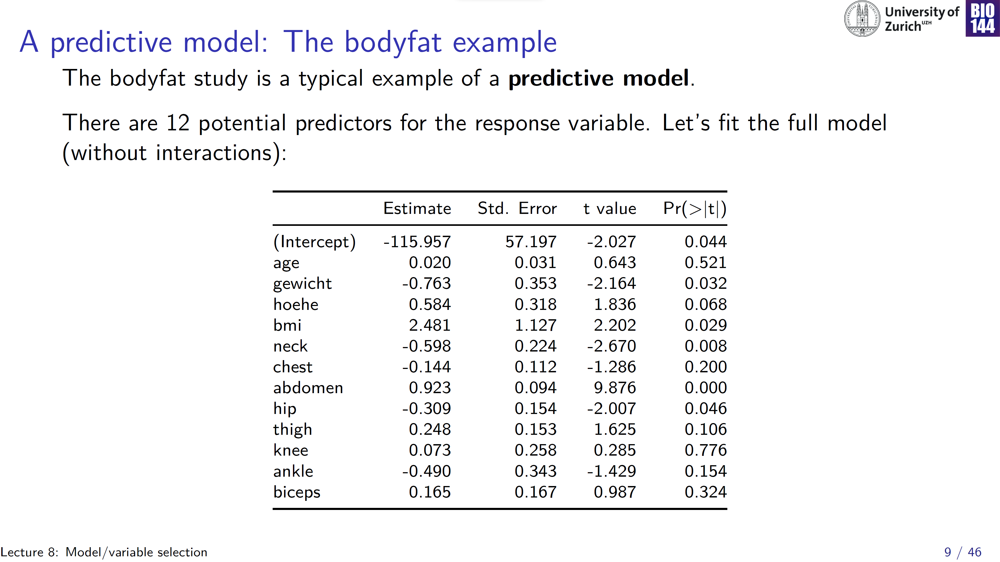 University of
Zurich UZH
BIO
144
A predictive model: The bodyfat example
The bodyfat study is a typical example of a predictive model.
There are 12 potential predictors for the response variable. Let's fit the full model
(without interactions):
Estimate Std. Error t value Pr(>|t|)
(Intercept) -115.957 57.197 -2.027 0.044
age 0.020 0.031 0.643 0.521
gewicht -0.763 0.353 -2.164 0.032
hoehe 0.584 0.318 1.836 0.068
bmi 2.481 1.127 2.202 0.029
neck -0.598 0.224 -2.670 0.008
chest -0.144 0.112 -1.286 0.200
abdomen 0.923 0.094 9.876 0.000
hip -0.309 0.154 -2.007 0.046
thigh 0.248 0.153 1.625 0.106
knee 0.073 0.258 0.285 0.776
ankle -0.490 0.343 -1.429 0.154
biceps 0.165 0.167 0.987 0.324
Lecture 8: Model/variable selection
9 / 46